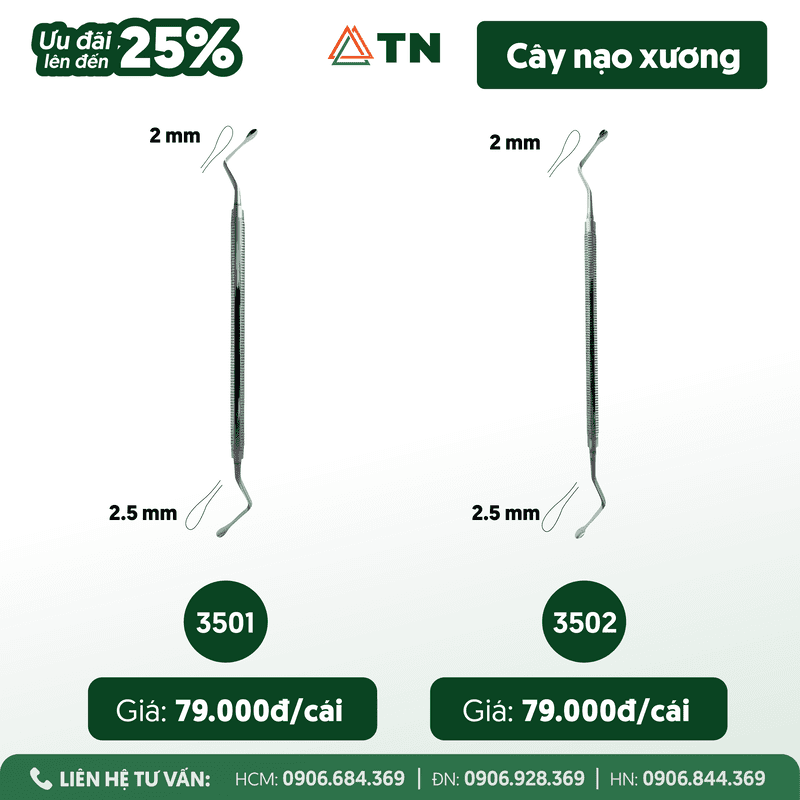 Ưu đãi
lên đến 25%
TN
Cây nạo xương
2 mm
2 mm
2.5 mm
2.5 mm
3501
3502
Giá: 79.000đ/cái
Giá: 79.000đ/cái
LIÊN HỆ TƯ VẤN: HCM: 0906.684.369 | ĐN: 0906.928.369 | HN: 0906.844.369